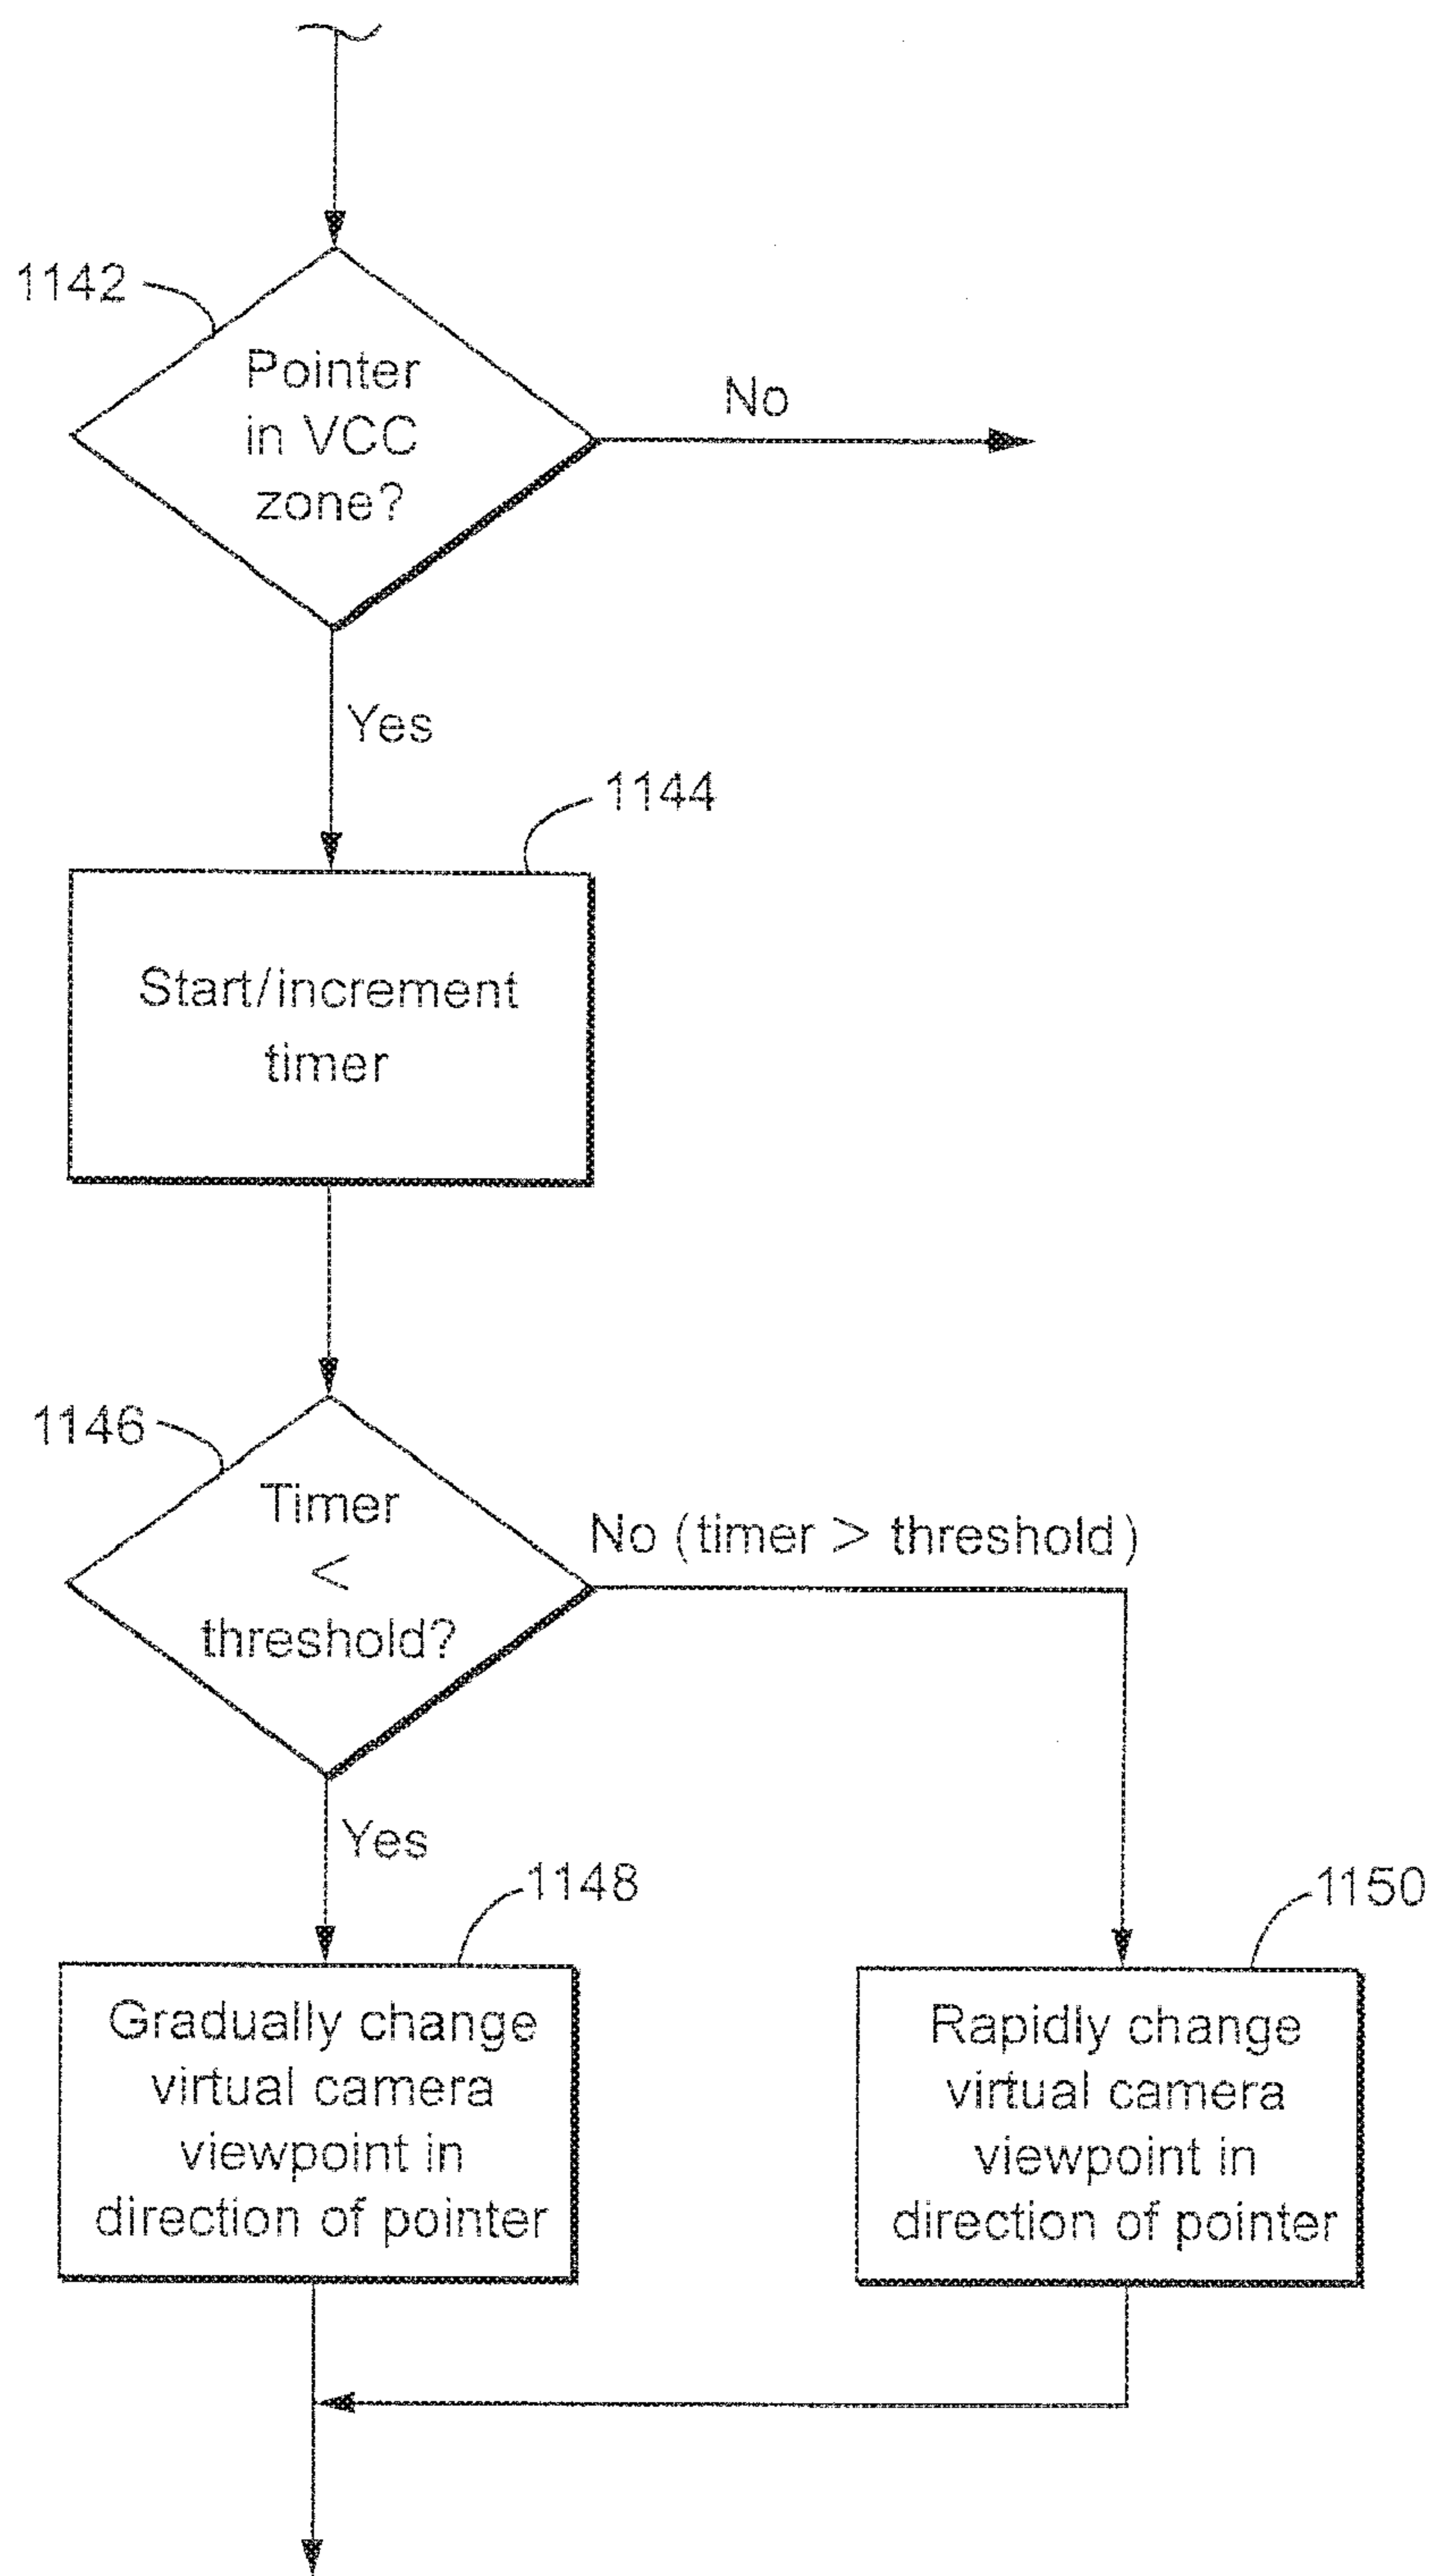 1142
Pointer
in VCC
zone?
No
Yes
1144
Start/increment
timer
1146
Timer
<
threshold?
No (timer > threshold)
Yes
1148
Gradually change
virtual camera
viewpoint in
direction of pointer
1150
Rapidly change
virtual camera
viewpoint in
direction of pointer